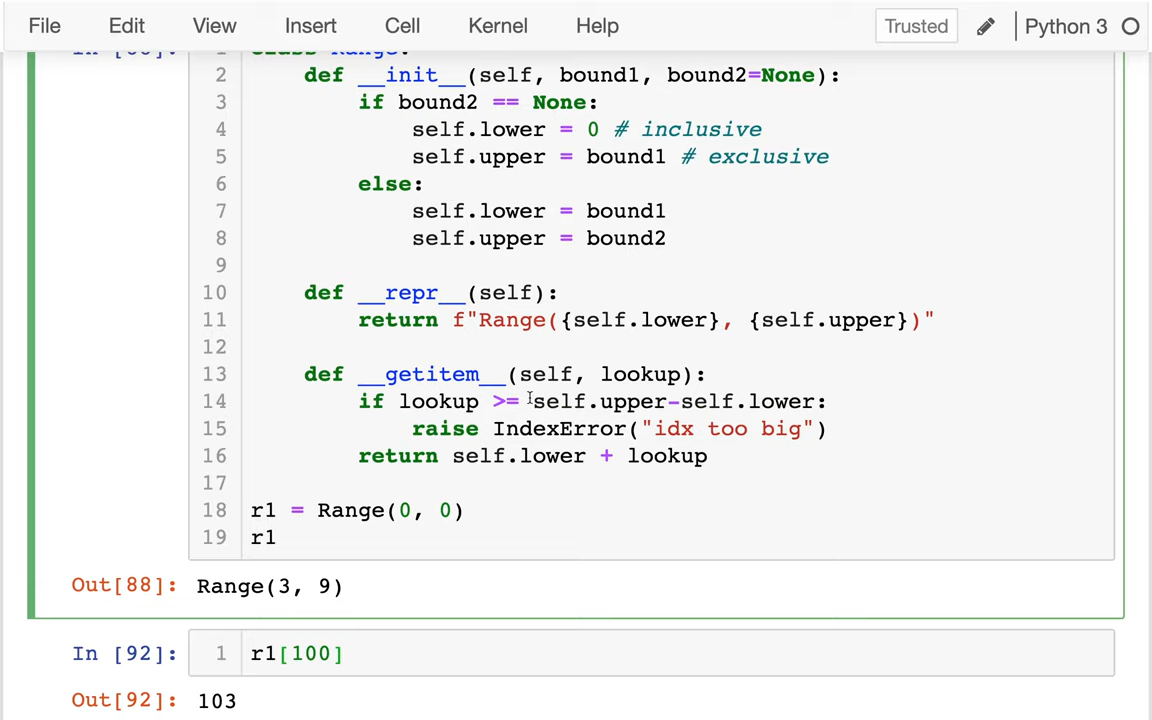 File Edit View Insert Cell Kernel Help Trusted Python 3
2 def __init__(self, bound1, bound2=None):
3 if bound2 == None:
4 self.lower = 0 # inclusive
5 self.upper = bound1 # exclusive
6 else:
7 self.lower = bound1
8 self.upper = bound2
9
10 def __repr__(self):
11 return f"Range({self.lower}, {self.upper})"
12
13 def __getitem__(self, lookup):
14 if lookup >= self.upper-self.lower:
15 raise IndexError("idx too big")
16 return self.lower + lookup
17
18 r1 = Range(0, 0)
19 r1
Out[88]: Range(3, 9)
In [92]: 1 r1[100]
Out[92]: 103